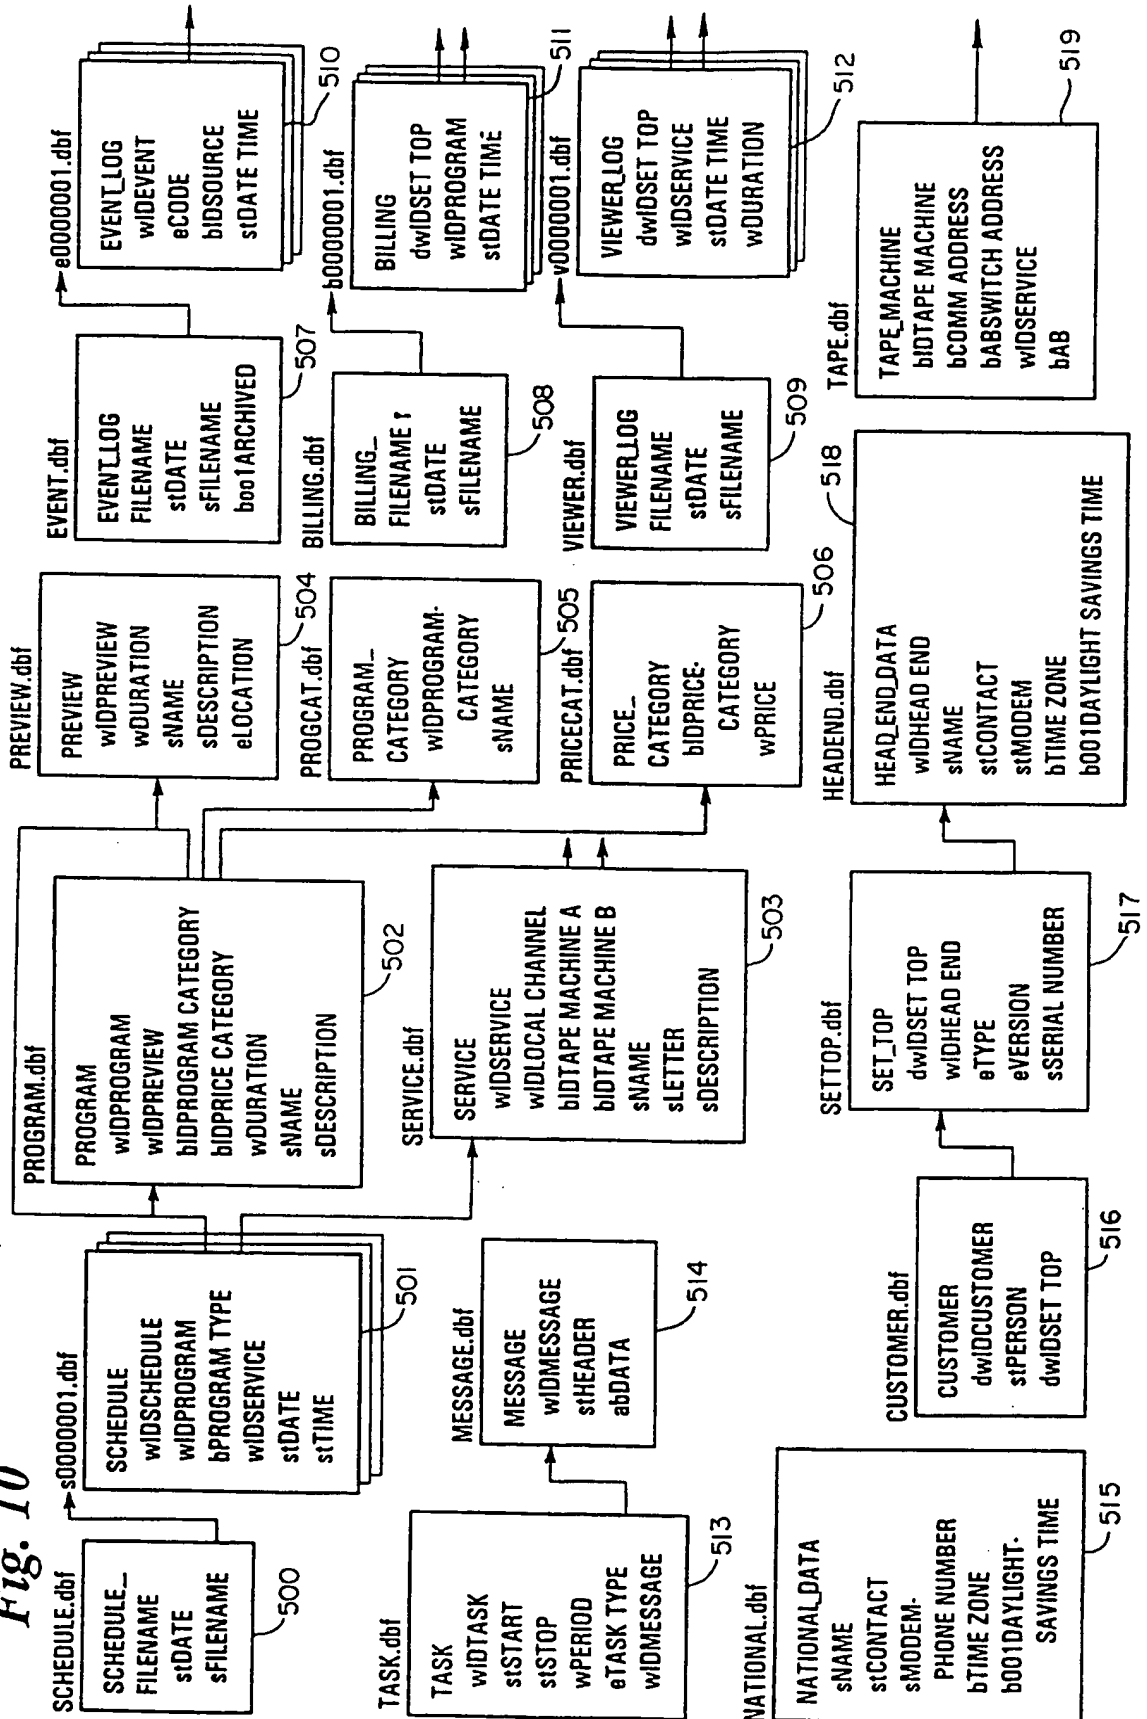 Fig. 10
SCHEDULE.dbf
SCHEDULE_
FILENAME
stDATE
sFILENAME
500
s0000001.dbf
SCHEDULE
wIDSCHEDULE
wIDPROGRAM
bPROGRAM TYPE
wIDSERVICE
stDATE
stTIME
501
PROGRAM.dbf
PROGRAM
wIDPROGRAM
wIDPREVIEW
bIDPROGRAM CATEGORY
bIDPRICE CATEGORY
wDURATION
sNAME
sDESCRIPTION
502
SERVICE.dbf
SERVICE
wIDSERVICE
wIDLOCAL CHANNEL
bIDTAPE MACHINE A
bIDTAPE MACHINE B
sNAME
sLETTER
sDESCRIPTION
503
PREVIEW.dbf
PREVIEW
wIDPREVIEW
wDURATION
sNAME
sDESCRIPTION
eLOCATION
504
PROGCAT.dbf
PROGRAM_
CATEGORY
wIDPROGRAM-
CATEGORY
sNAME
505
PRICECAT.dbf
PRICE_
CATEGORY
bIDPRICE-
CATEGORY
wPRICE
506
EVENT.dbf
EVENT_LOG
FILENAME
stDATE
sFILENAME
boo1ARCHIVED
507
BILLING.dbf
BILLING_
FILENAME
stDATE
sFILENAME
508
VIEWER.dbf
VIEWER_LOG
FILENAME
stDATE
sFILENAME
509
e0000001.dbf
EVENT_LOG
wIDEVENT
eCODE
bIDSOURCE
stDATE TIME
510
b0000001.dbf
BILLING
dwIDSET TOP
wIDPROGRAM
stDATE TIME
511
v0000001.dbf
VIEWER_LOG
dwIDSET TOP
wIDSERVICE
stDATE TIME
wDURATION
512
TASK.dbf
TASK
wIDTASK
stSTART
stSTOP
wPERIOD
eTASK TYPE
wIDMESSAGE
513
MESSAGE.dbf
MESSAGE
wIDMESSAGE
stHEADER
abDATA
514
NATIONAL.dbf
NATIONAL_DATA
sNAME
stCONTACT
sMODEM-
PHONE NUMBER
bTIME ZONE
b001DAYLIGHT-
SAVINGS TIME
515
CUSTOMER.dbf
CUSTOMER
dwIDCUSTOMER
stPERSON
dwIDSET TOP
516
SETTOP.dbf
SET_TOP
dwIDSET TOP
wIDHEAD END
eTYPE
eVERSION
sSERIAL NUMBER
517
HEADEND.dbf
HEAD_END_DATA
wIDHEAD END
sNAME
stCONTACT
stMODEM
bTIME ZONE
b001DAYLIGHT SAVINGS TIME
518
TAPE.dbf
TAPE_MACHINE
bIDTAPE MACHINE
bCOMM ADDRESS
bABSWITCH ADDRESS
wIDSERVICE
bAB
519